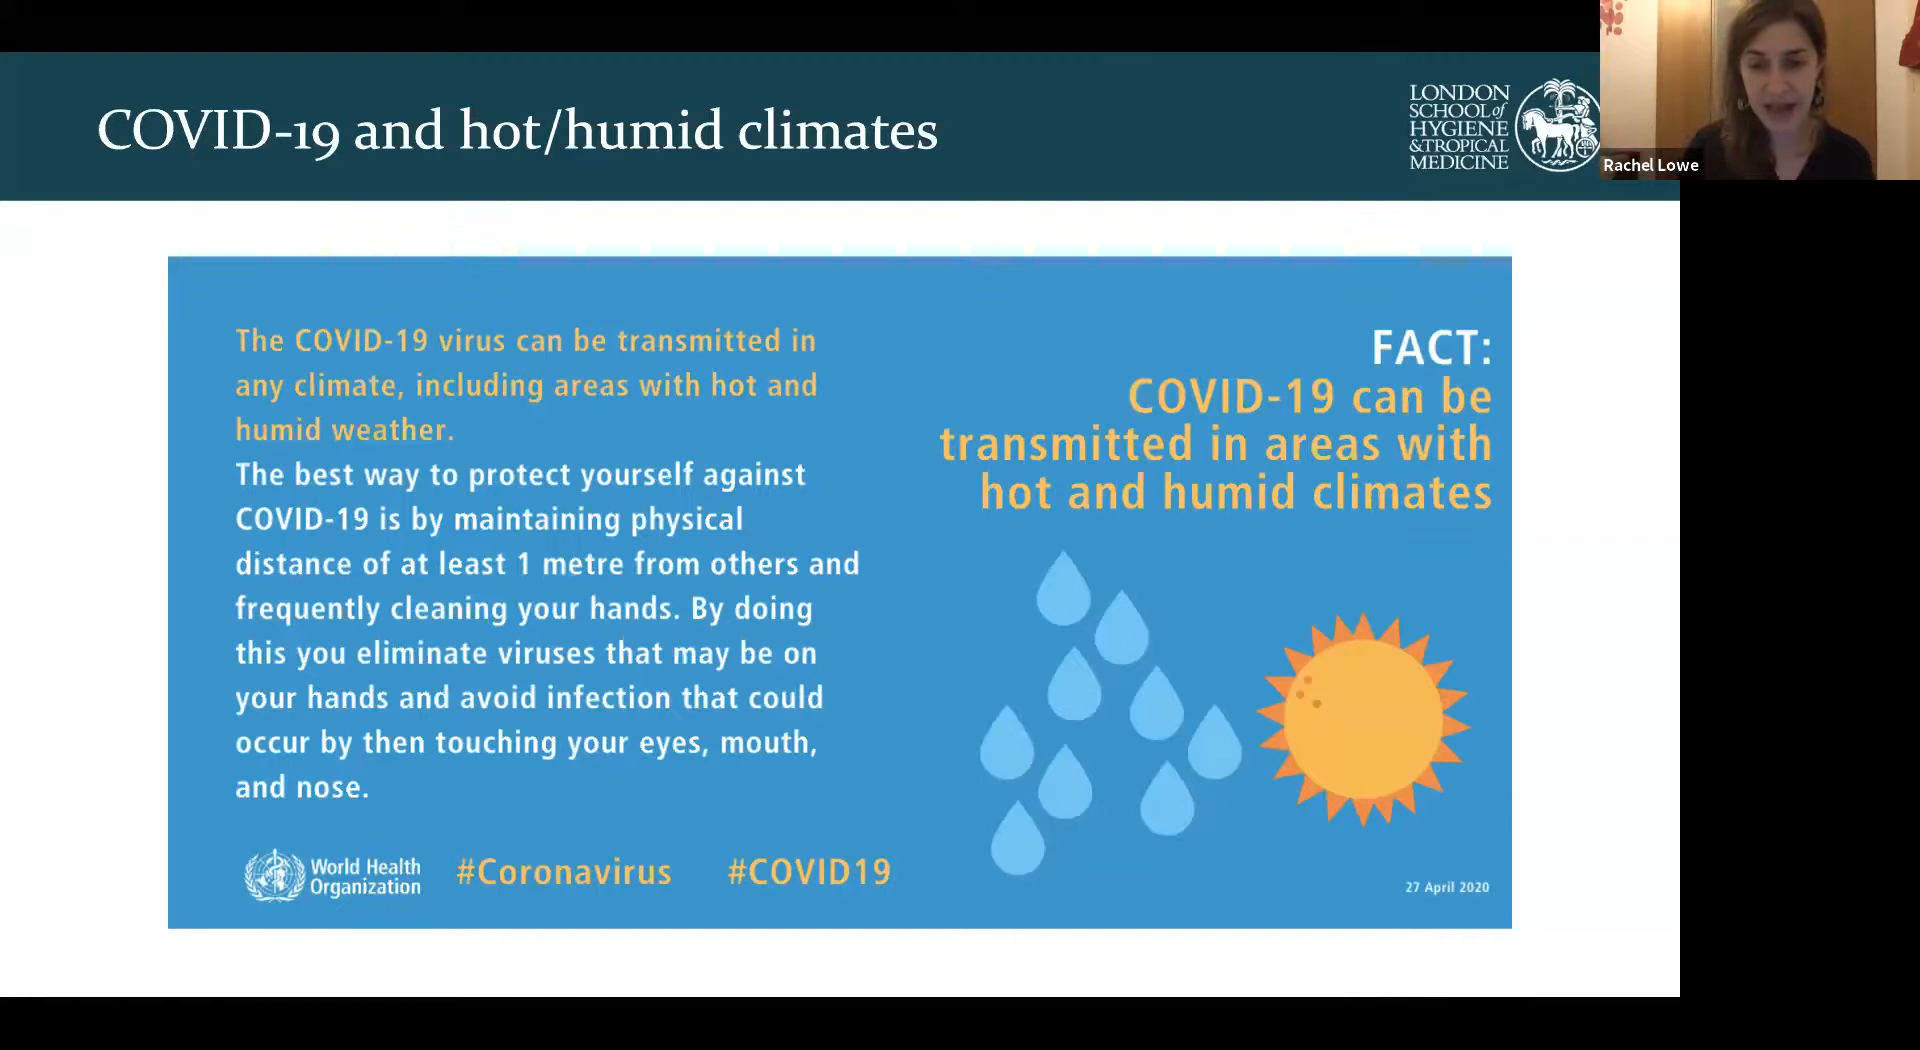 COVID-19 and hot/humid climates
LONDON
SCHOOL of
HYGIENE
&TROPICAL
MEDICINE
Rachel Lowe
The COVID-19 virus can be transmitted in
any climate, including areas with hot and
humid weather.
The best way to protect yourself against
COVID-19 is by maintaining physical
distance of at least 1 metre from others and
frequently cleaning your hands. By doing
this you eliminate viruses that may be on
your hands and avoid infection that could
occur by then touching your eyes, mouth,
and nose.
FACT:
COVID-19 can be
transmitted in areas with
hot and humid climates
World Health
Organization
#Coronavirus #COVID19
27 April 2020